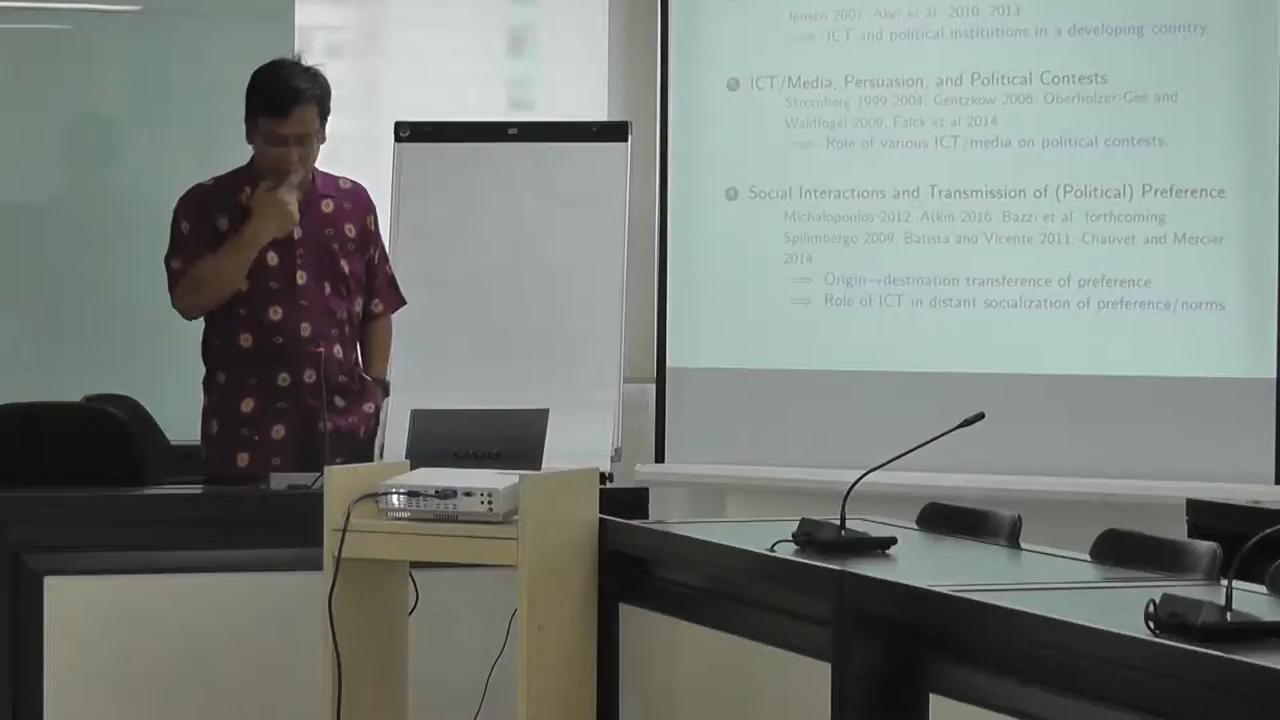 Jensen 2007, Aker et al. 2010, 2013
⟹ ICT and political institutions in a developing country.
ICT/Media, Persuasion, and Political Contests
Stromberg 1999 2004, Gentzkow 2006, Oberholzer-Gee and
Waldfogel 2009, Falck et al 2014
⟹ Role of various ICT/media on political contests.
Social Interactions and Transmission of (Political) Preference
Michalopoulos 2012, Atkin 2016, Bazzi et al. forthcoming
Spilimbergo 2009, Batista and Vicente 2011, Chauvet and Mercier
2014
⟹ Origin→destination transference of preference
⟹ Role of ICT in distant socialization of preference/norms